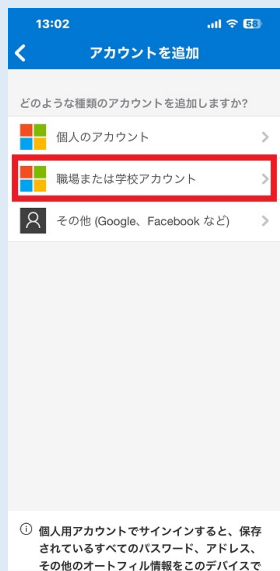 13:02
58
アカウントを追加
どのような種類のアカウントを追加しますか?
個人のアカウント
職場または学校アカウント
その他 (Google、Facebook など)
個人用アカウントでサインインすると、保存
されているすべてのパスワード、アドレス、
その他のオートフィル情報をこのデバイスで